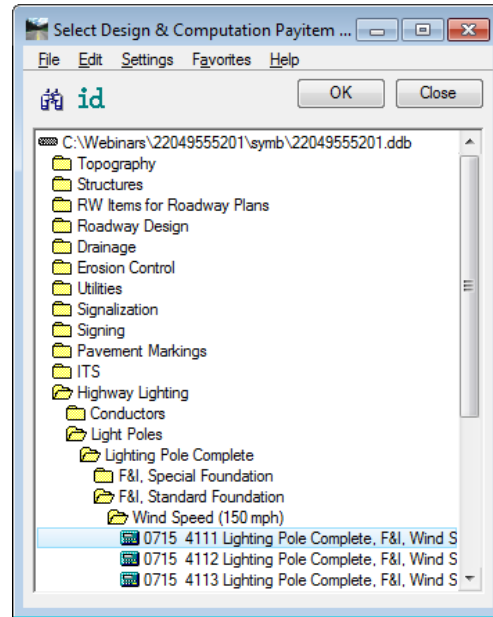 Select Design & Computation Payitem ...
File Edit Settings Favorites Help
id OK Close
C:\Webinars\22049555201\symb\22049555201.ddb
Topography
Structures
RW Items for Roadway Plans
Roadway Design
Drainage
Erosion Control
Utilities
Signalization
Signing
Pavement Markings
ITS
Highway Lighting
Conductors
Light Poles
Lighting Pole Complete
F&I, Special Foundation
F&I, Standard Foundation
Wind Speed (150 mph)
0715 4111 Lighting Pole Complete, F&I, Wind S
0715 4112 Lighting Pole Complete, F&I, Wind S
0715 4113 Lighting Pole Complete, F&I, Wind S